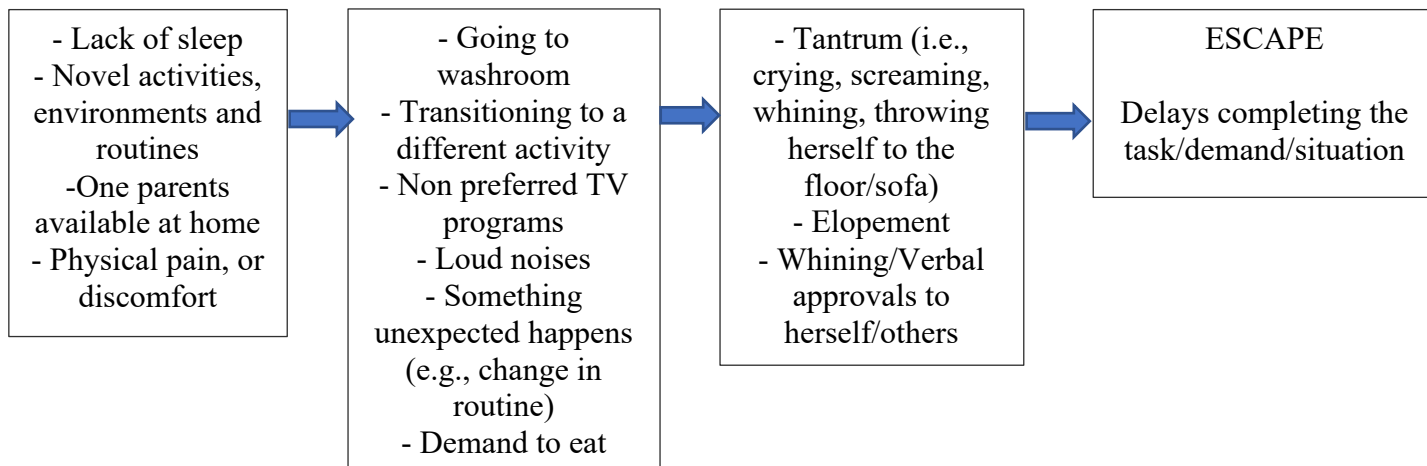 - Lack of sleep
- Novel activities,
environments and
routines
-One parents
available at home
- Physical pain, or
discomfort
- Going to
washroom
- Transitioning to a
different activity
- Non preferred TV
programs
- Loud noises
- Something
unexpected happens
(e.g., change in
routine)
- Demand to eat
- Tantrum (i.e.,
crying, screaming,
whining, throwing
herself to the
floor/sofa)
- Elopement
- Whining/Verbal
approvals to
herself/others
ESCAPE
Delays completing the
task/demand/situation